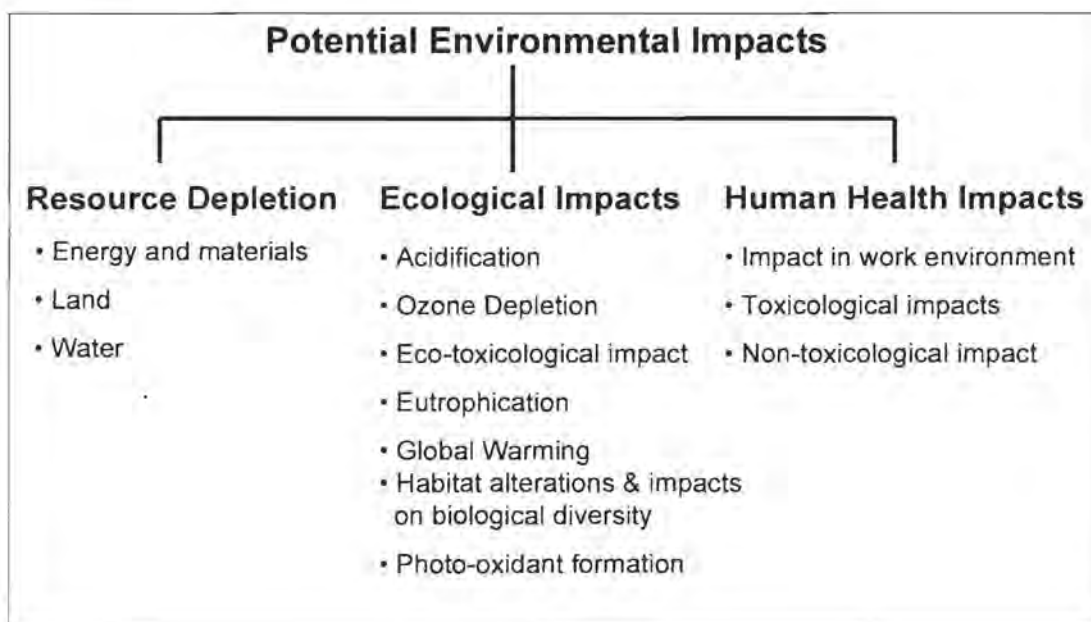 Potential Environmental Impacts
Resource Depletion
• Energy and materials
• Land
• Water
Ecological Impacts
• Acidification
• Ozone Depletion
• Eco-toxicological impact
• Eutrophication
• Global Warming
• Habitat alterations & impacts
on biological diversity
• Photo-oxidant formation
Human Health Impacts
• Impact in work environment
• Toxicological impacts
• Non-toxicological impact